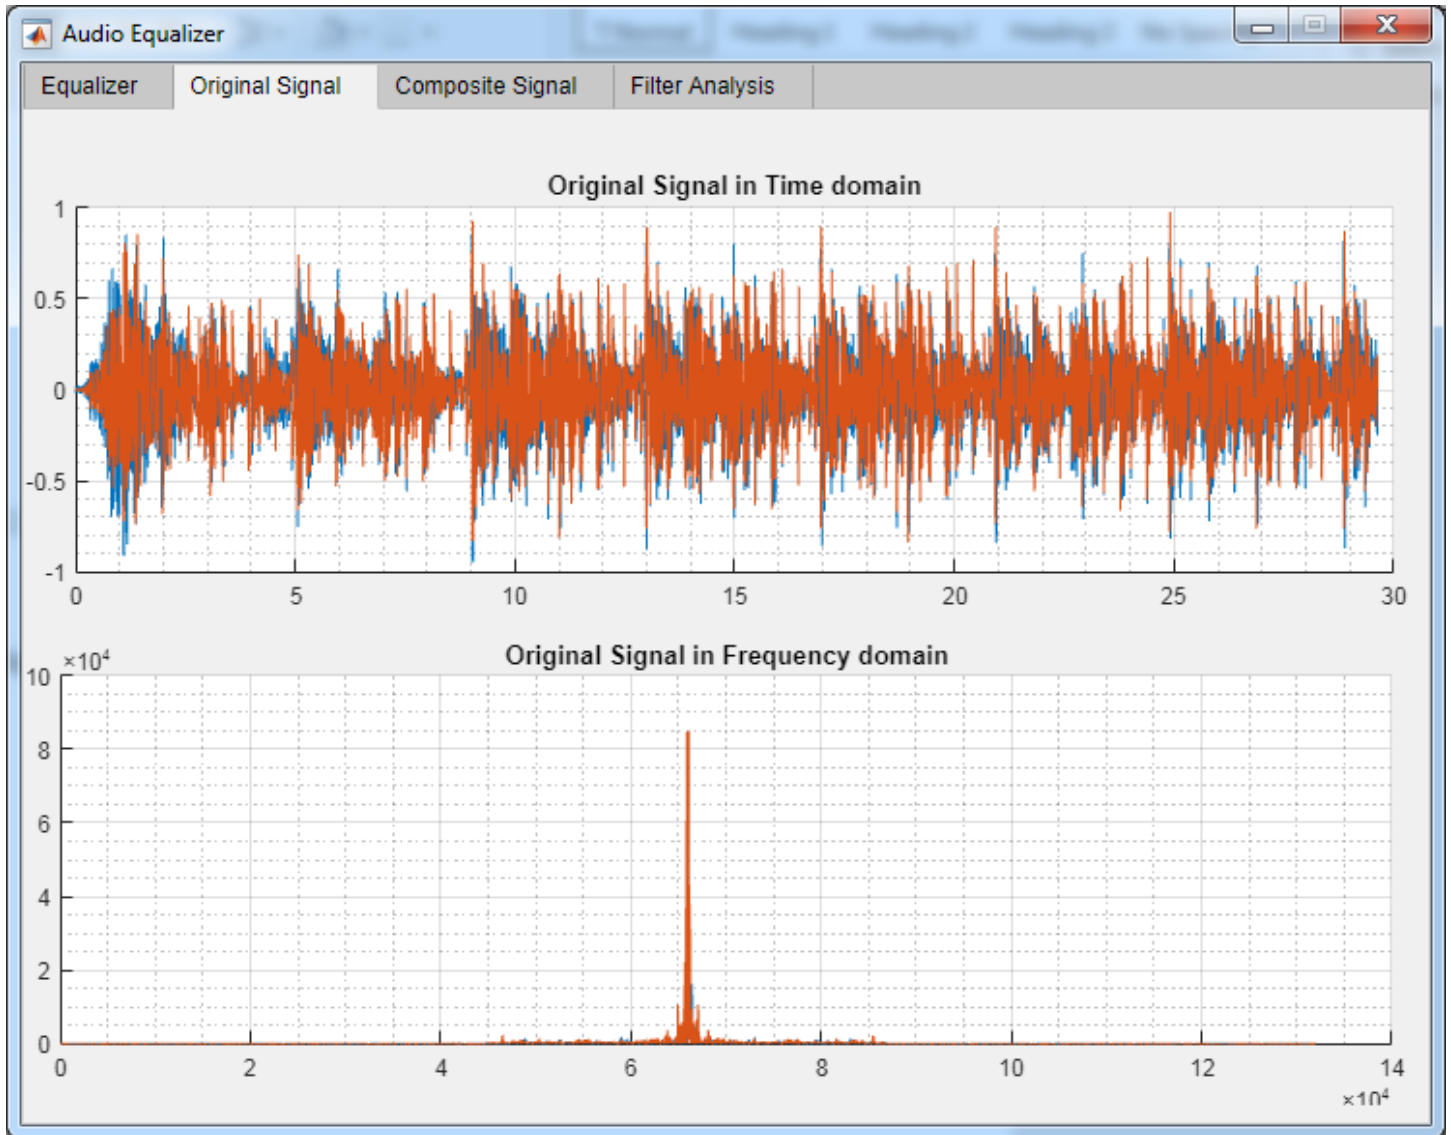 Audio Equalizer
Equalizer Original Signal Composite Signal Filter Analysis
Original Signal in Time domain
1
0.5
0
-0.5
-1
0 5 10 15 20 25 30
Original Signal in Frequency domain
×10⁴
10
8
6
4
2
0
0 2 4 6 8 10 12 14
×10⁴